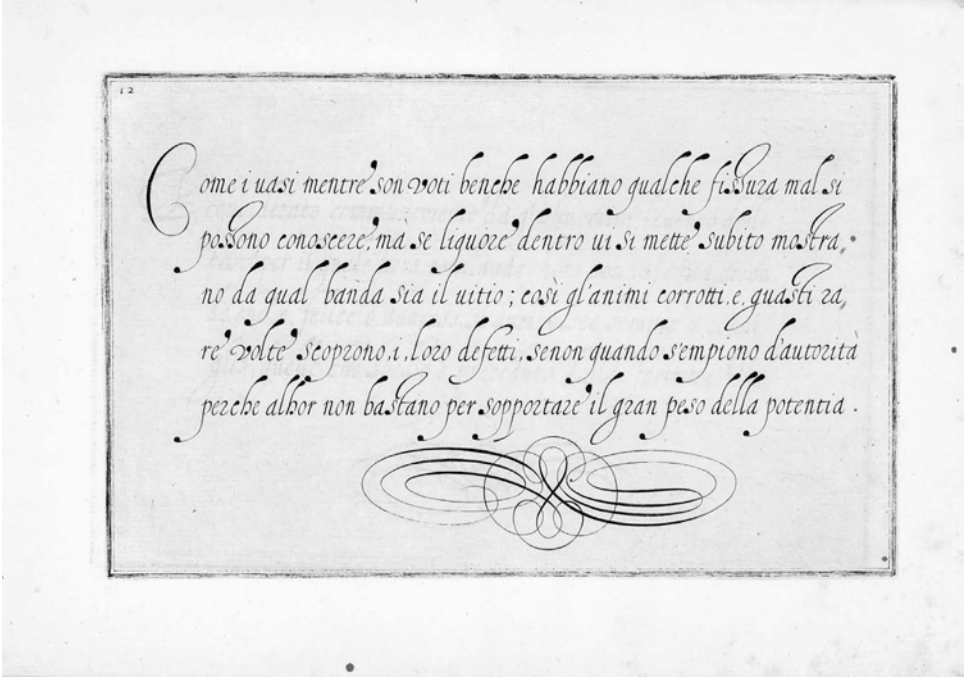 12
Come i uasi mentre son voti benche habbiano qualche fissura mal si
possono conoscere, ma se liquore dentro ui si mette subito mostra,
no da qual banda sia il uitio; cosi gl'animi corrotti, e, guasti ra,
re volte scoprono, i, loro defetti, senon quando s'empiono d'autorità
perche alhor non bastano per sopportare il gran peso della potentia.